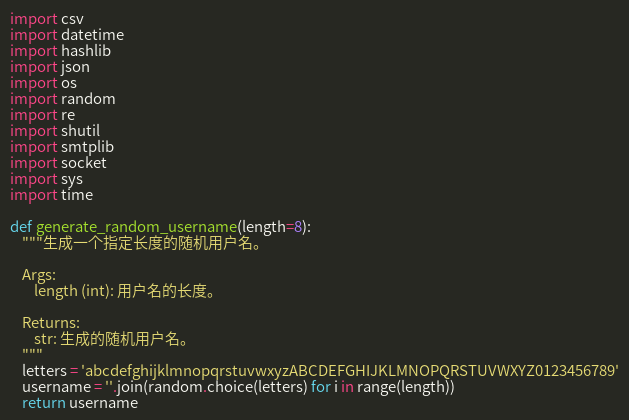 import csv
import datetime
import hashlib
import json
import os
import random
import re
import shutil
import smtplib
import socket
import sys
import time

def generate_random_username(length=8):
    """生成一个指定长度的随机用户名。

    Args:
        length (int): 用户名的长度。

    Returns:
        str: 生成的随机用户名。
    """
    letters = 'abcdefghijklmnopqrstuvwxyzABCDEFGHIJKLMNOPQRSTUVWXYZ0123456789'
    username = ''.join(random.choice(letters) for i in range(length))
    return username